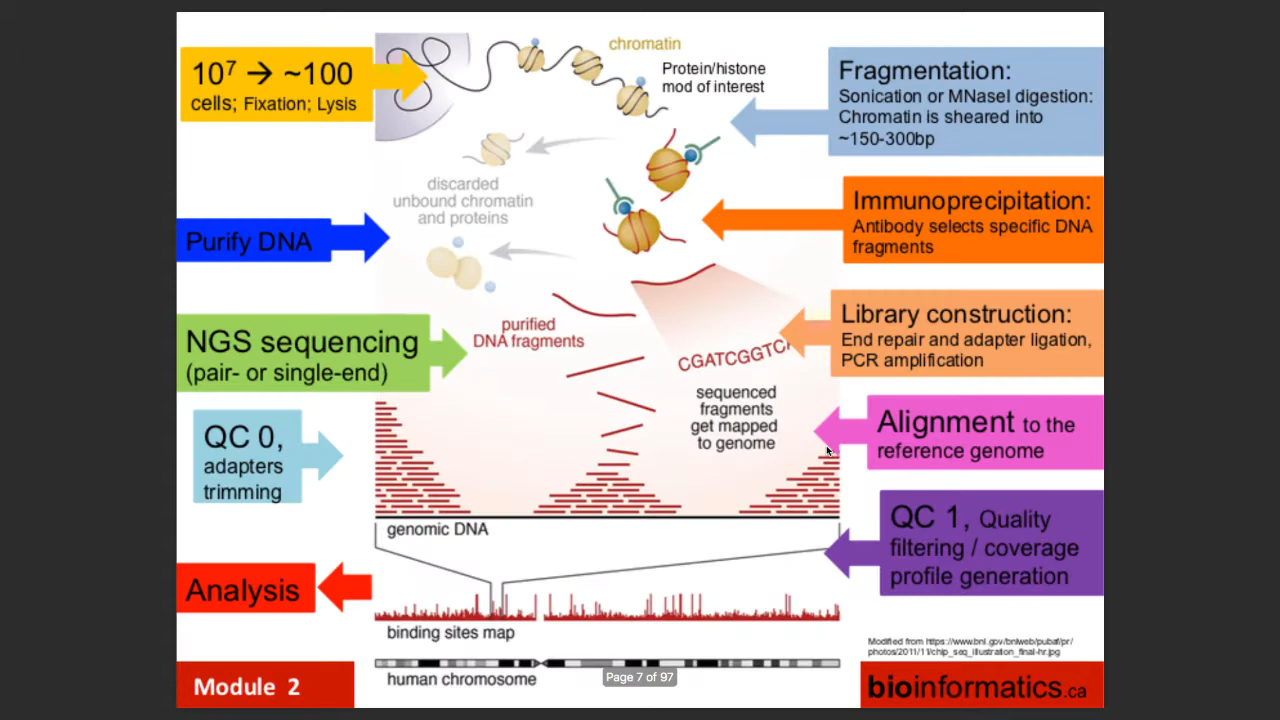 10⁷ → ~100
cells; Fixation; Lysis
chromatin
Protein/histone
mod of interest
Fragmentation:
Sonication or MNaseI digestion:
Chromatin is sheared into
~150-300bp
discarded
unbound chromatin
and proteins
Immunoprecipitation:
Antibody selects specific DNA
fragments
Purify DNA
Library construction:
End repair and adapter ligation,
PCR amplification
NGS sequencing
(pair- or single-end)
purified
DNA fragments
CGATCGGTC
sequenced
fragments
get mapped
to genome
Alignment to the
reference genome
QC 0,
adapters
trimming
QC 1, Quality
filtering / coverage
profile generation
genomic DNA
Analysis
binding sites map
Modified from https://www.bnl.gov/bnlweb/pubaf/pr/
photos/2011/11/chip_seq_illustration_final-hr.jpg
human chromosome
Page 7 of 97
Module 2
bioinformatics.ca